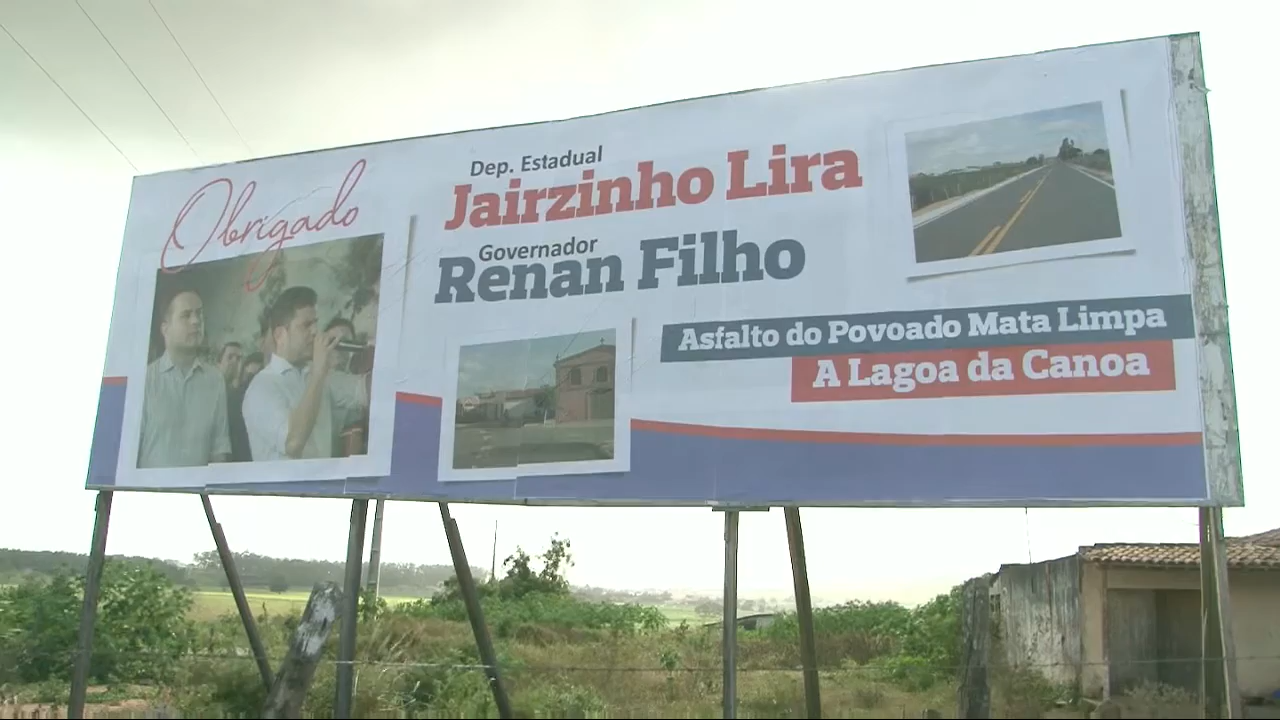 Obrigado
Dep. Estadual
Jairzinho Lira
Governador
Renan Filho
Asfalto do Povoado Mata Limpa
A Lagoa da Canoa